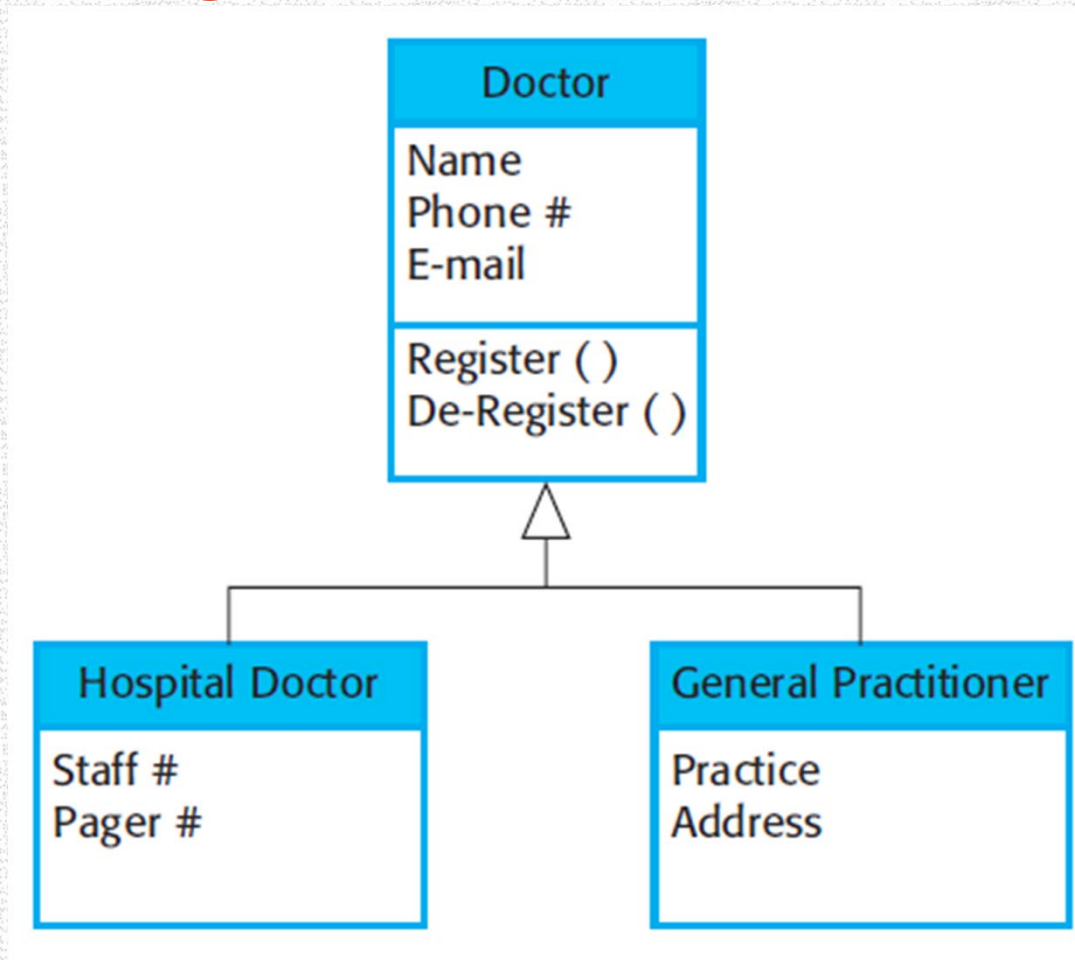 Doctor
Name
Phone #
E-mail
Register ( )
De-Register ( )
Hospital Doctor
Staff #
Pager #
General Practitioner
Practice
Address